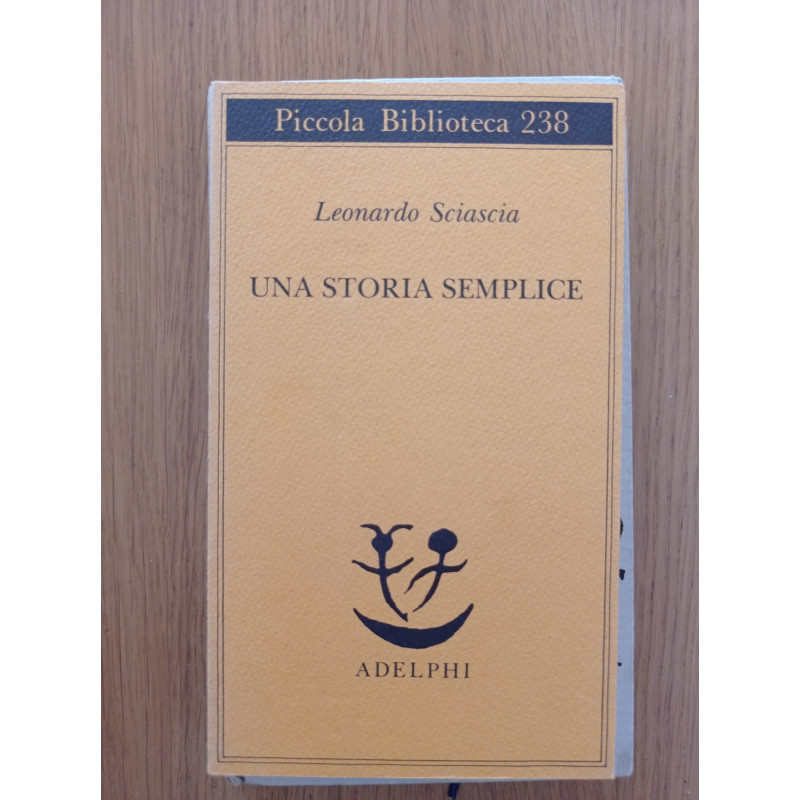 Piccola Biblioteca 238
Leonardo Sciascia
UNA STORIA SEMPLICE
ADELPHI